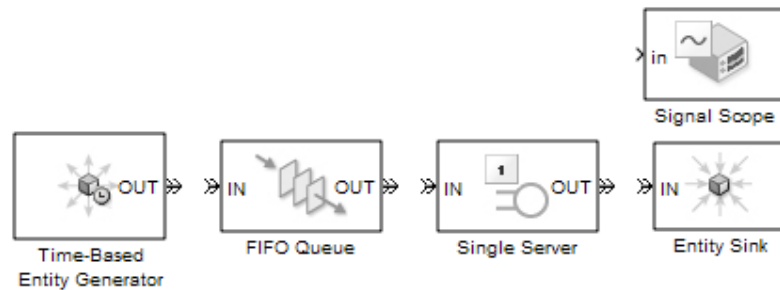 in
Signal Scope
OUT
IN
OUT
IN
1
OUT
IN
Time-Based
Entity Generator
FIFO Queue
Single Server
Entity Sink